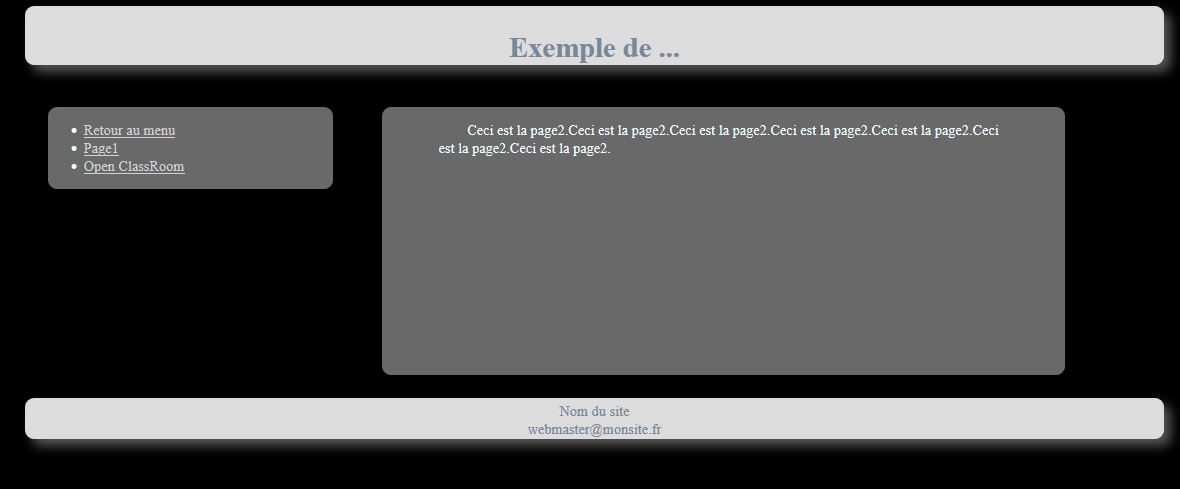 Exemple de ...
Retour au menu
Page1
Open ClassRoom
Ceci est la page2.Ceci est la page2.Ceci est la page2.Ceci est la page2.Ceci est la page2.Ceci
est la page2.Ceci est la page2.
Nom du site
webmaster@monsite.fr